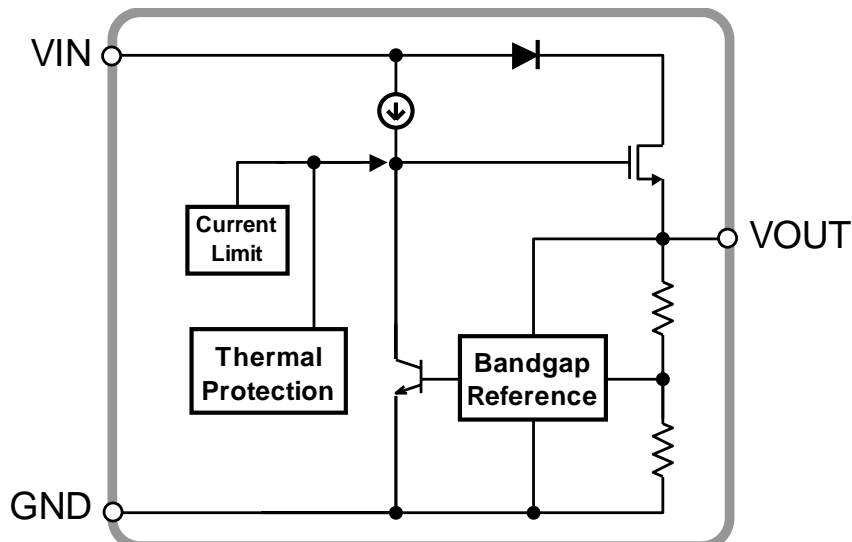 VIN
Current
Limit
VOUT
Thermal
Protection
Bandgap
Reference
GND